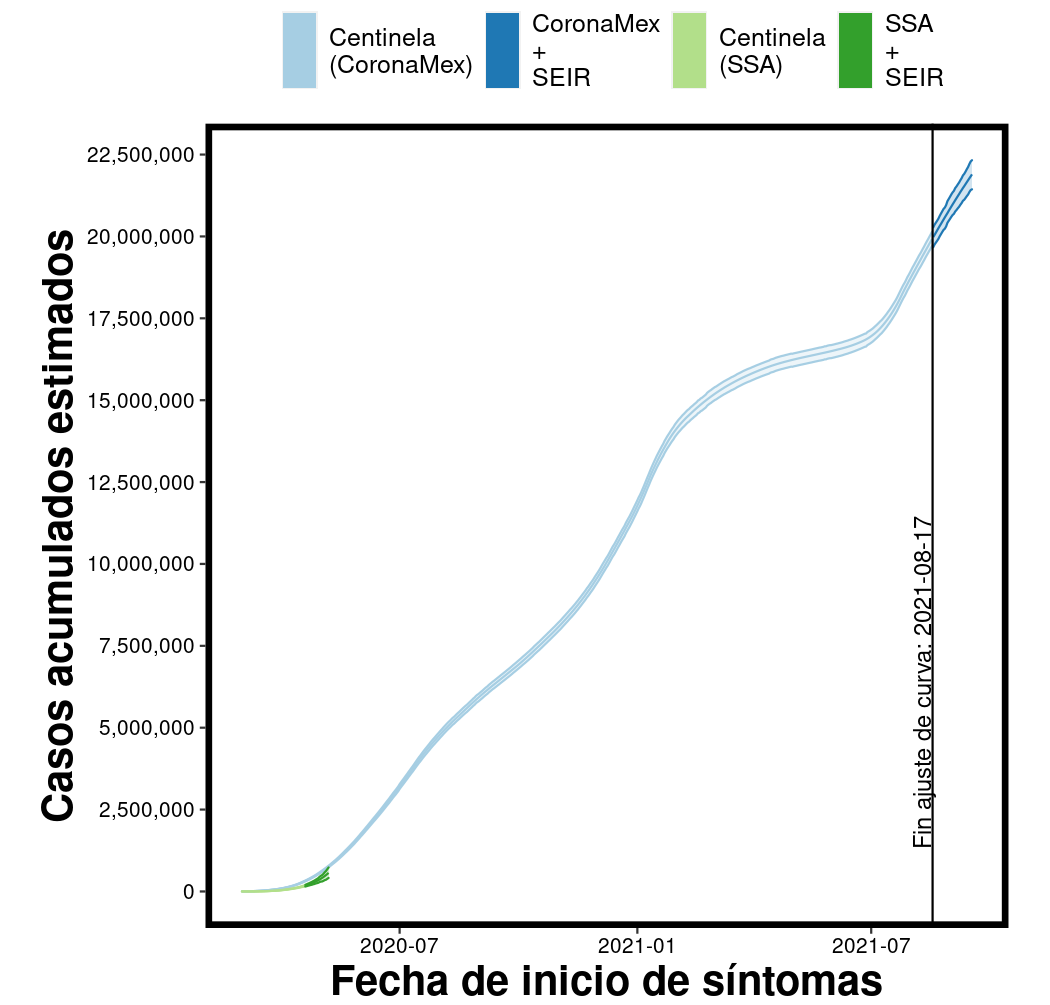 Centinela
(CoronaMex)
CoronaMex
+
SEIR
Centinela
(SSA)
SSA
+
SEIR
Casos acumulados estimados
22,500,000
20,000,000
17,500,000
15,000,000
12,500,000
10,000,000
7,500,000
5,000,000
2,500,000
0
Fin ajuste de curva: 2021-08-17
2020-07
2021-01
2021-07
Fecha de inicio de síntomas